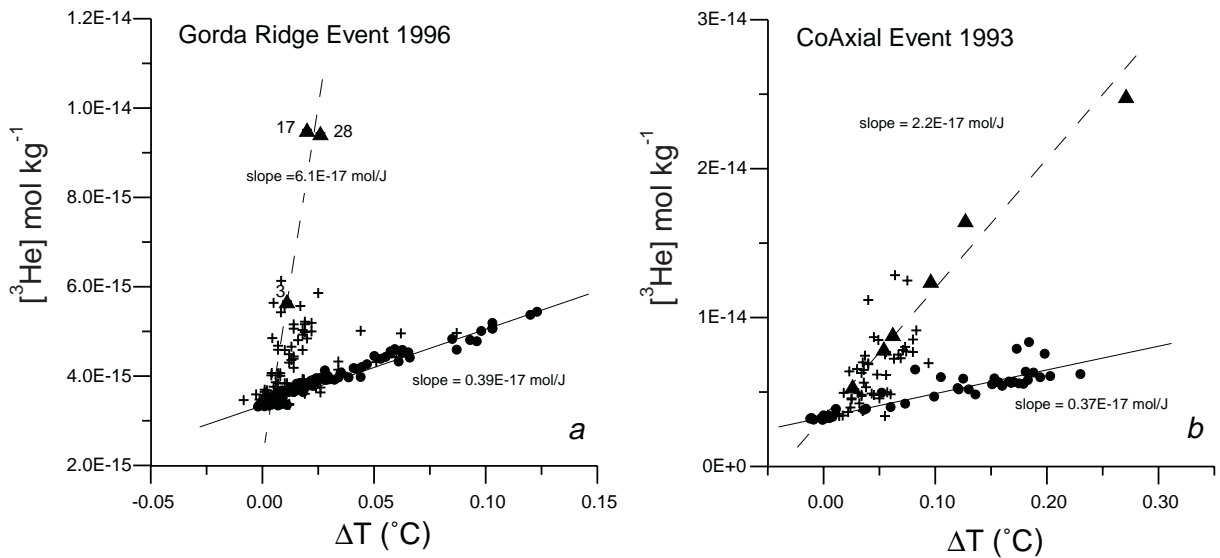 Gorda Ridge Event 1996
[³He] mol kg⁻¹
1.2E-14
1.0E-14
8.0E-15
6.0E-15
4.0E-15
2.0E-15
17
28
slope =6.1E-17 mol/J
3
slope = 0.39E-17 mol/J
a
-0.05
0.00
0.05
0.10
0.15
ΔT (˚C)
CoAxial Event 1993
[³He] mol kg⁻¹
3E-14
2E-14
1E-14
0E+0
slope = 2.2E-17 mol/J
slope = 0.37E-17 mol/J
b
0.00
0.10
0.20
0.30
ΔT (˚C)